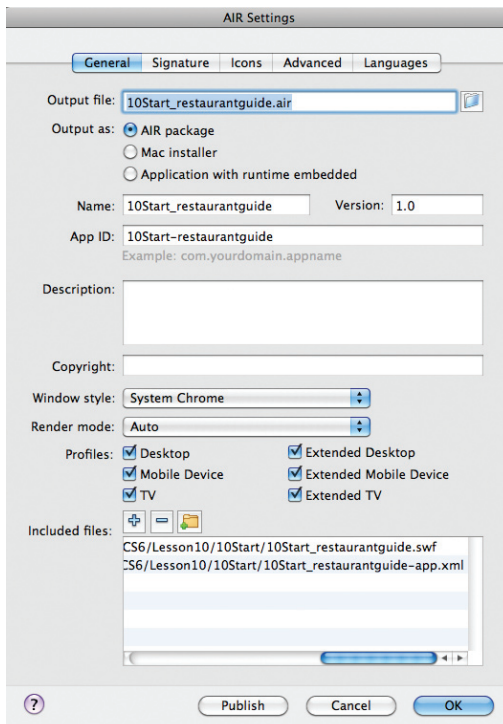 AIR Settings
General Signature Icons Advanced Languages
Output file: 10Start_restaurantguide.air
Output as: AIR package
Mac installer
Application with runtime embedded
Name: 10Start_restaurantguide Version: 1.0
App ID: 10Start-restaurantguide
Example: com.yourdomain.appname
Description:
Copyright:
Window style: System Chrome
Render mode: Auto
Profiles: Desktop Extended Desktop
Mobile Device Extended Mobile Device
TV Extended TV
Included files:
CS6/Lesson10/10Start/10Start_restaurantguide.swf
CS6/Lesson10/10Start/10Start_restaurantguide-app.xml
? Publish Cancel OK